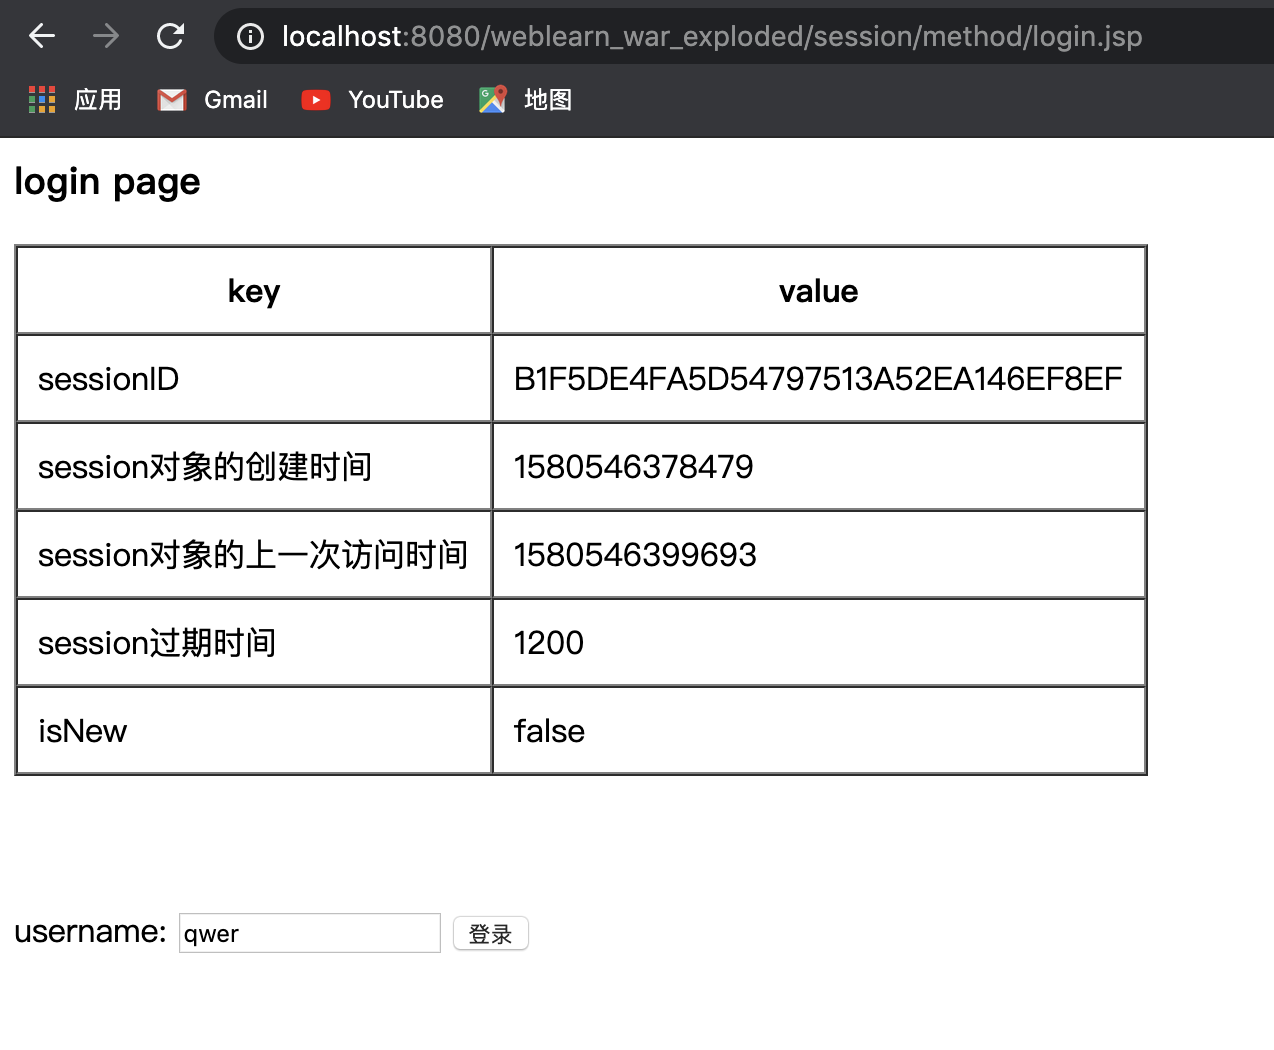 localhost:8080/weblearn_war_exploded/session/method/login.jsp
应用 Gmail YouTube 地图
login page
key value
sessionID B1F5DE4FA5D54797513A52EA146EF8EF
session对象的创建时间 1580546378479
session对象的上一次访问时间 1580546399693
session过期时间 1200
isNew false
username: qwer 登录